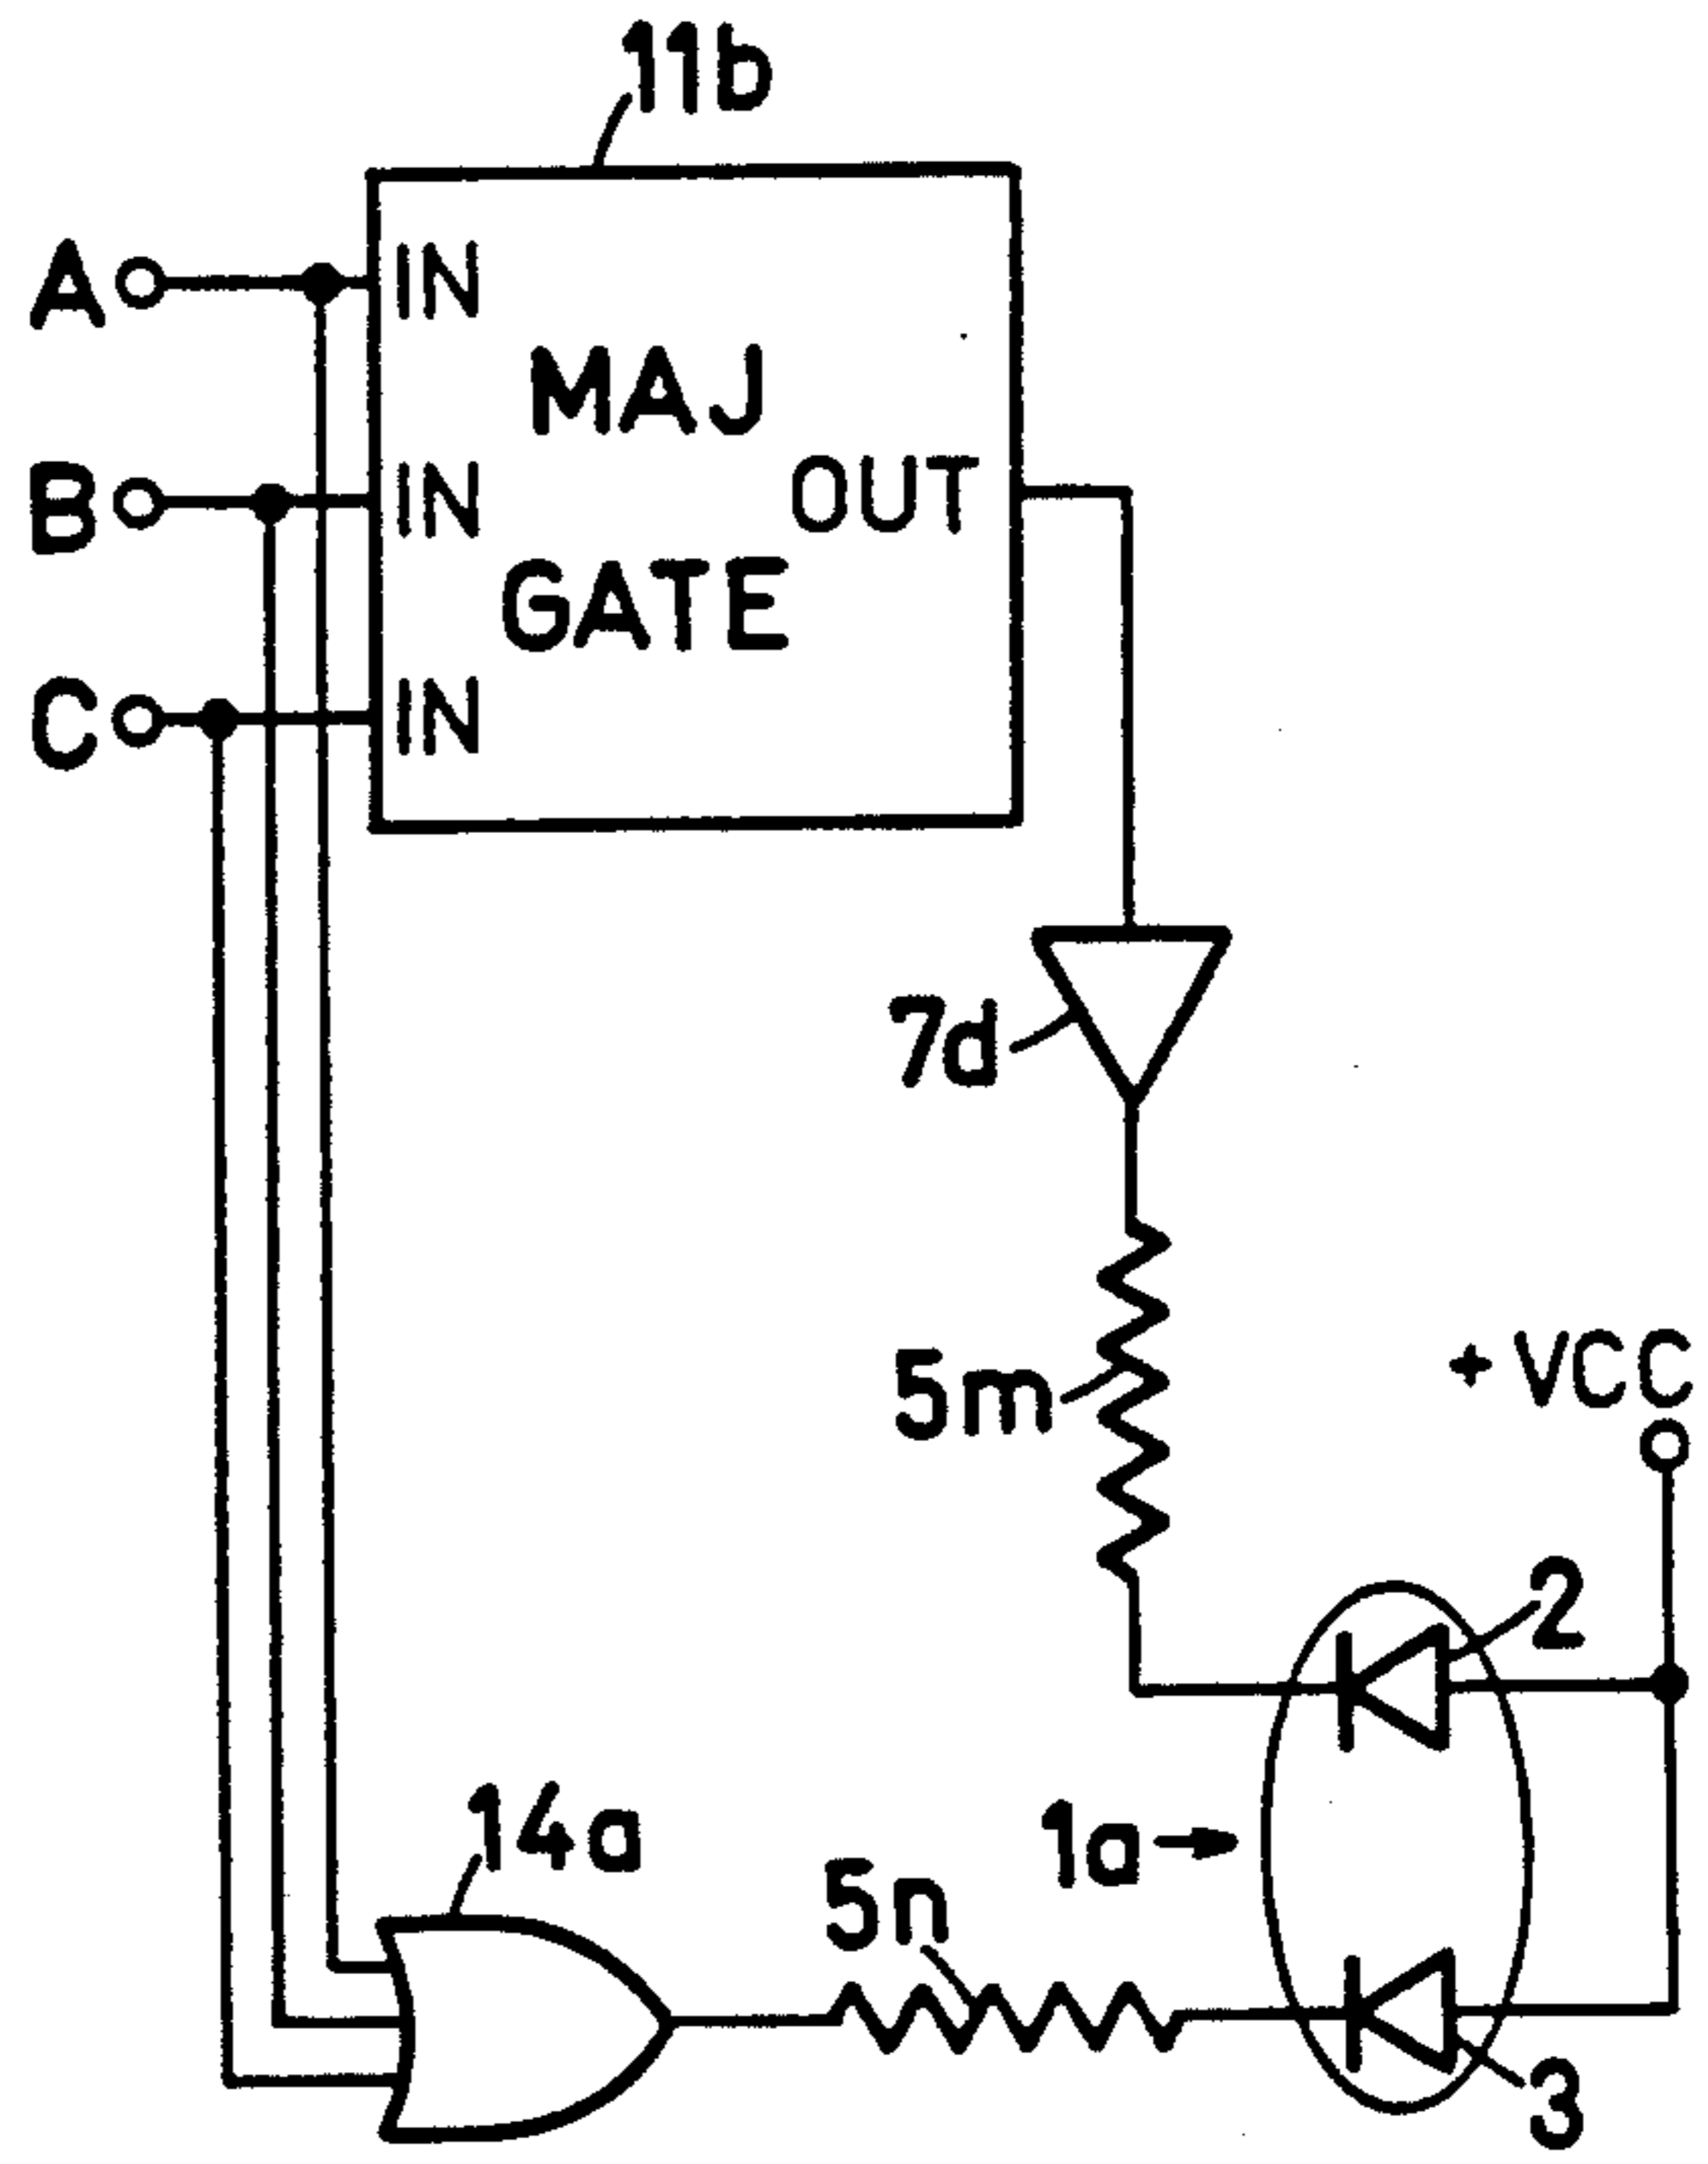 11b
A IN
MAJ
B IN OUT
GATE
C IN
7d
5m
+VCC
2
14a
1a
5n
3